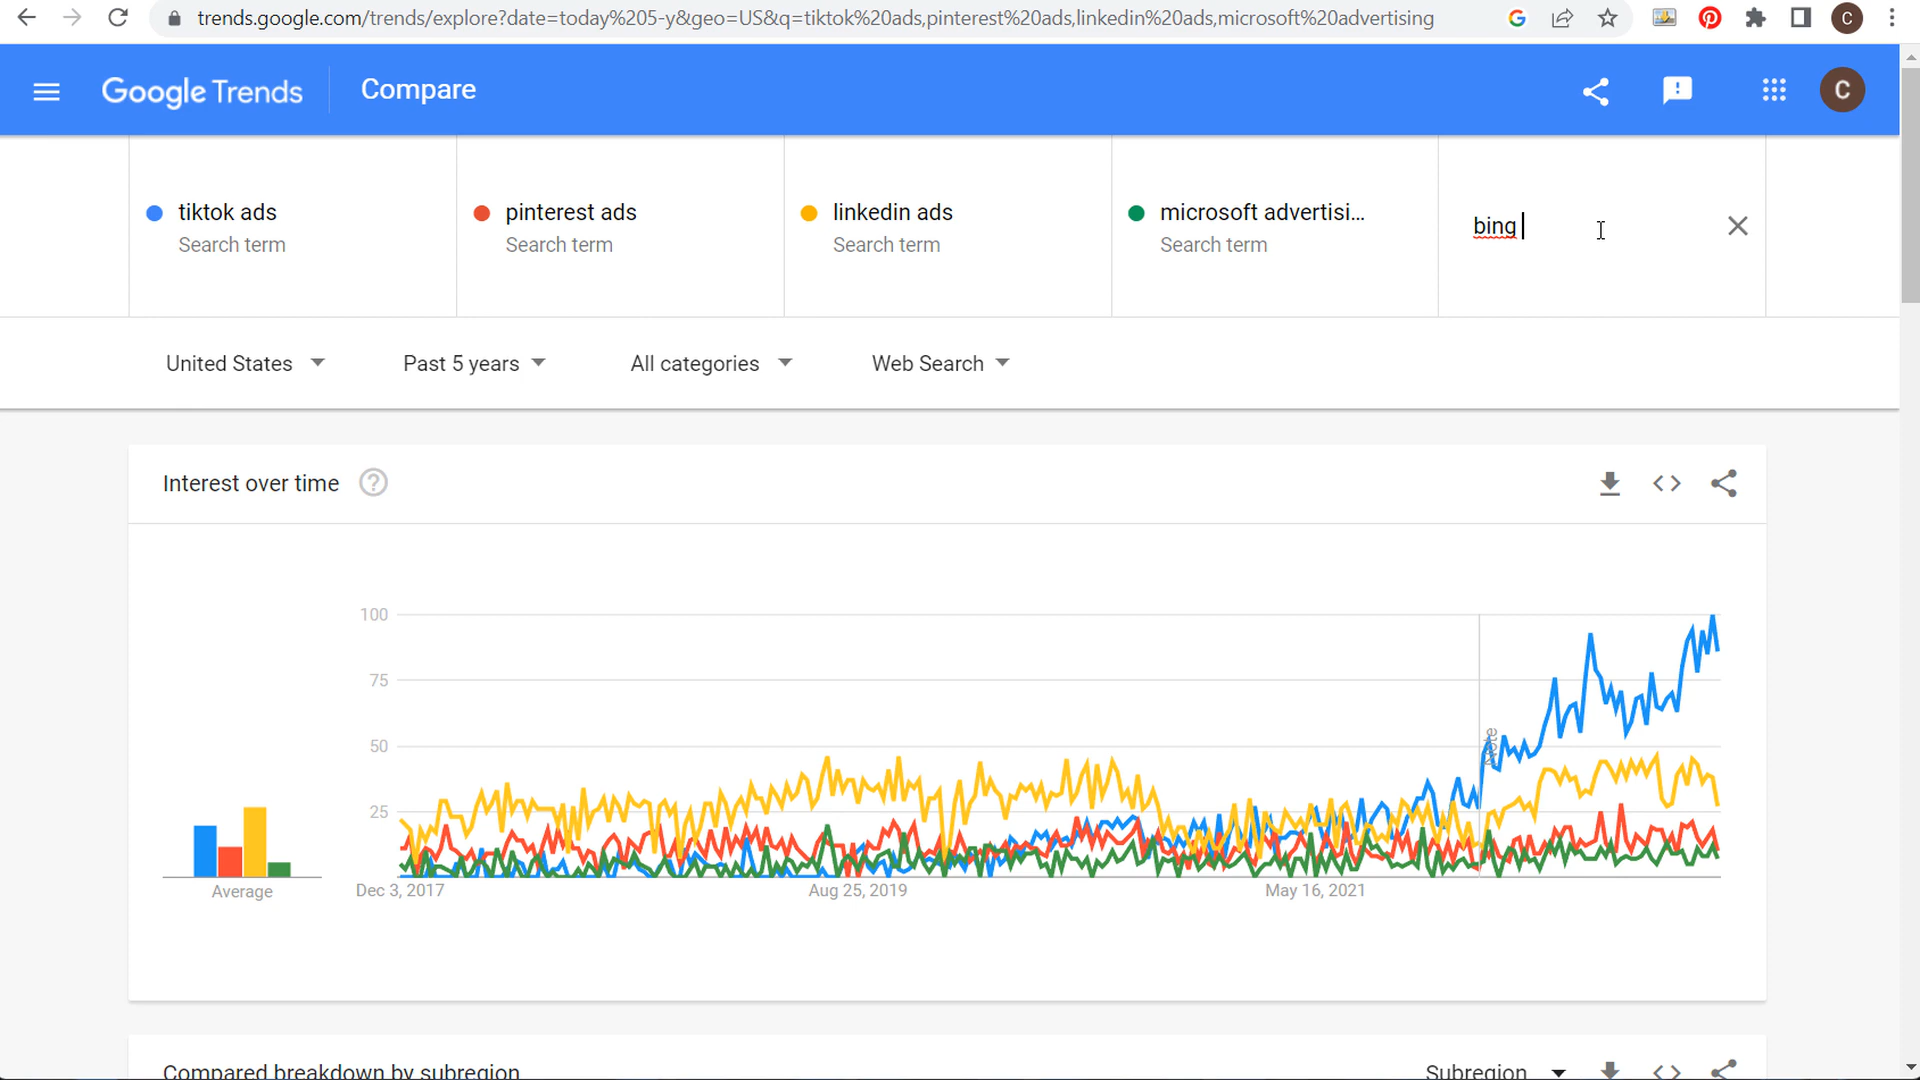 trends.google.com/trends/explore?date=today%205-y&geo=US&q=tiktok%20ads,pinterest%20ads,linkedin%20ads,microsoft%20advertising
C
Google Trends
Compare
C
tiktok ads
Search term
pinterest ads
Search term
linkedin ads
Search term
microsoft advertisi...
Search term
bing
United States
Past 5 years
All categories
Web Search
Interest over time
?
100
75
50
25
Note
Average
Dec 3, 2017
Aug 25, 2019
May 16, 2021
Compared breakdown by subregion
Subregion